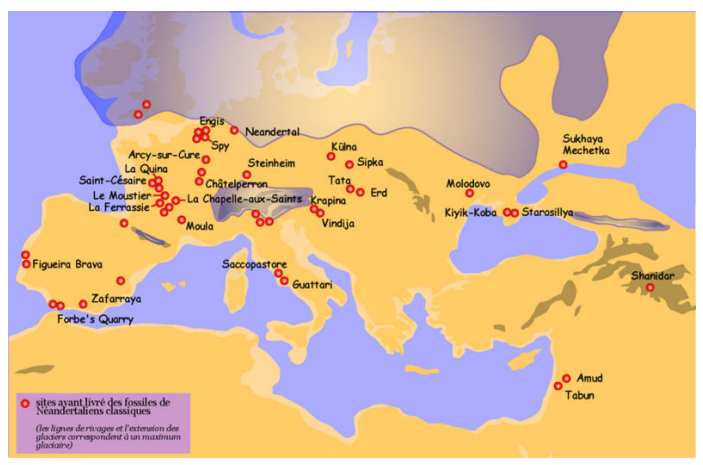 Engis
Neandertal
Spy
Arcy-sur-Cure
Külna
Sipka
Sukhaya
Mechetka
La Quina
Steinheim
Saint-Césaire
Châtelperron
Tata
Erd
Molodovo
Le Moustier
La Chapelle-aux-Saints
Krapina
La Ferrassie
Kiyik-Koba
Starosillya
Moula
Vindija
Figueira Brava
Saccopastore
Guattari
Shanidar
Zafarraya
Forbe's Quarry
Amud
Tabun
sites ayant livré des fossiles de
Néandertaliens classiques
(les lignes de rivages et l'extension des
glaciers correspondent à un maximum
glaciaire)